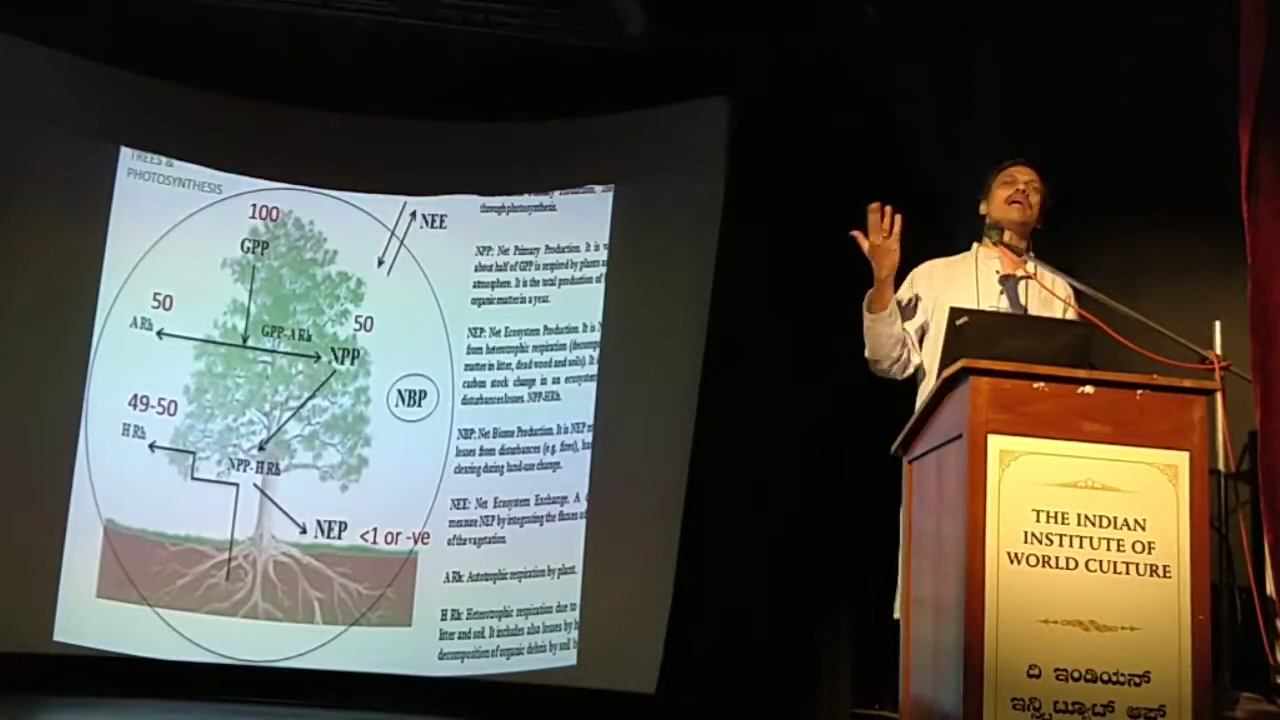 TREES &
PHOTOSYNTHESIS
100
GPP
NEE
50
A Rh
GPP-A Rh
50
NPP
NBP
49-50
H Rh
NPP-H Rh
NEP
<1 or -ve
through photosynthesis.
NPP: Net Primary Production. It is
about half of GPP is respired by plants
atmosphere. It is the total production of
organic matter in a year.
NEP: Net Ecosystem Production. It is
from heterotrophic respiration (decomp
matter in litter, dead wood and soils). It
carbon stock change in an ecosystem
disturbances losses. NPP-HRh.
NBP: Net Biome Production. It is NEP
losses from disturbances (e.g. fires), ha
clearing during land-use change.
NEE: Net Ecosystem Exchange. A
measure NEP by integrating the fluxes of
of the vegetation.
A Rh: Autotrophic respiration by plant.
H Rh: Heterotrophic respiration due to
litter and soil. It includes also losses by
decomposition of organic debris by soil
THE INDIAN
INSTITUTE OF
WORLD CULTURE
ದಿ ಇಂಡಿಯನ್
ಇನ್ಸ್ಟಿಟ್ಯೂಟ್ ಆಫ್